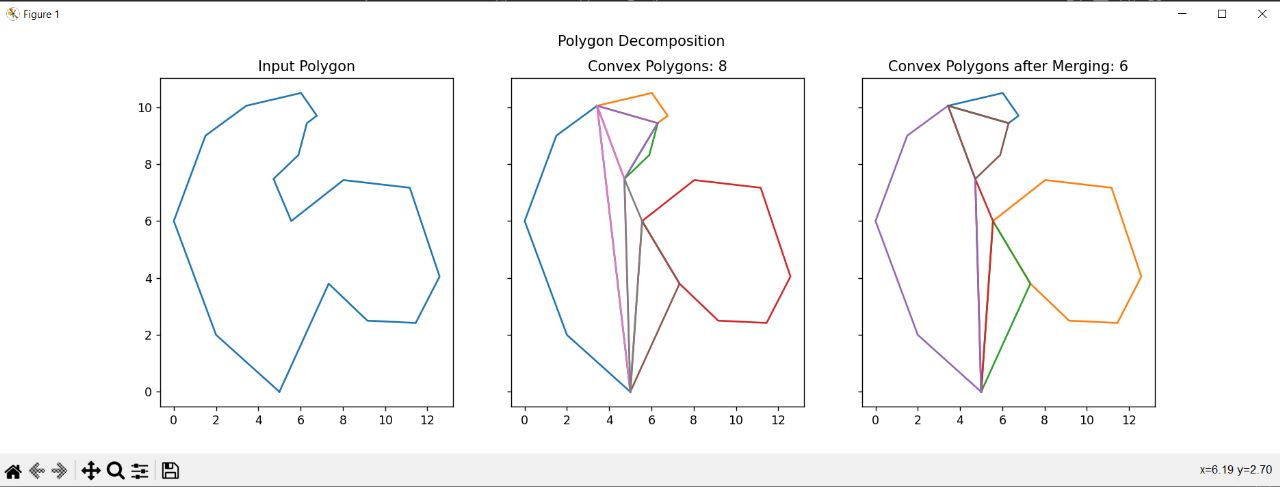 Figure 1
Polygon Decomposition
Input Polygon
Convex Polygons: 8
Convex Polygons after Merging: 6
10
8
6
4
2
0
0 2 4 6 8 10 12
0 2 4 6 8 10 12
0 2 4 6 8 10 12
x=6.19 y=2.70